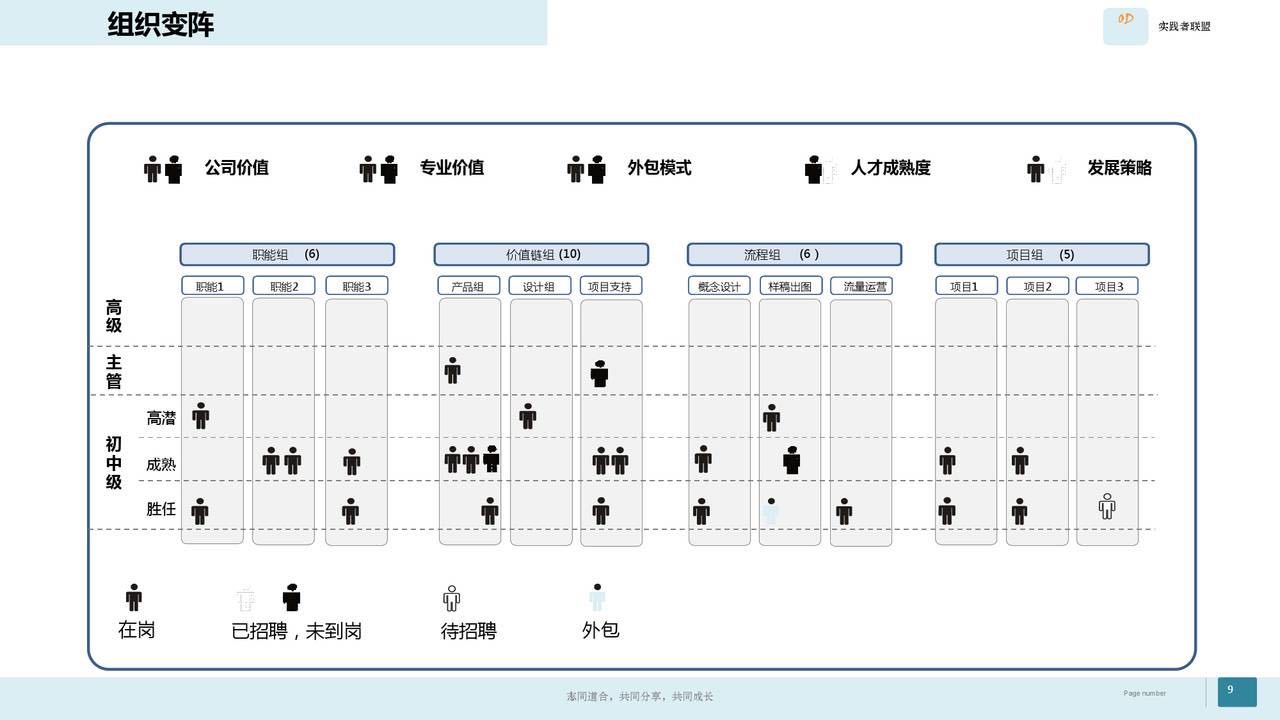 组织变阵
OD
实践者联盟
公司价值
专业价值
外包模式
人才成熟度
发展策略
职能组 (6)
价值链组 (10)
流程组 (6 )
项目组 (5)
职能1
职能2
职能3
产品组
设计组
项目支持
概念设计
样稿出图
流量运营
项目1
项目2
项目3
高级
主管
初中级
高潜
成熟
胜任
在岗
已招聘，未到岗
待招聘
外包
志同道合，共同分享，共同成长
Page number
9